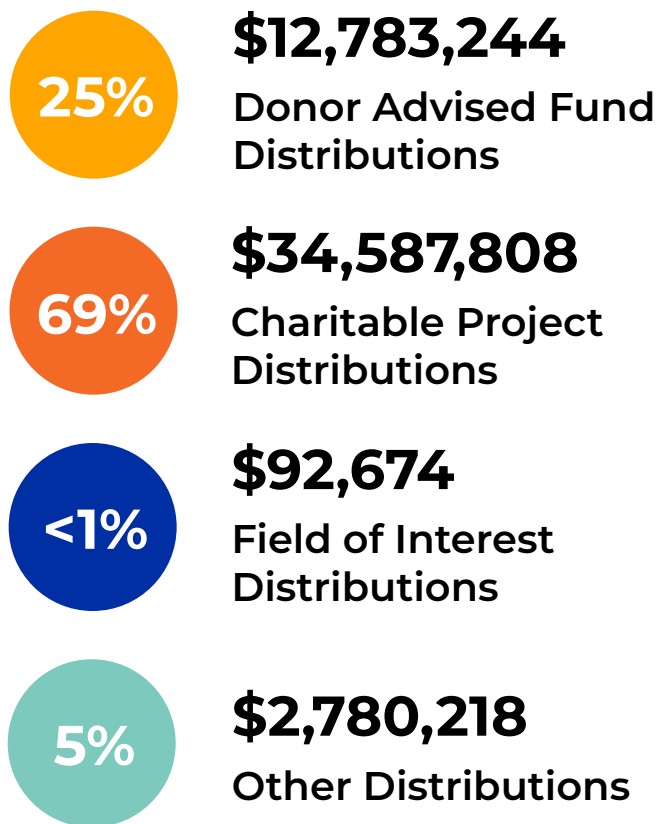 25%
$12,783,244
Donor Advised Fund
Distributions
69%
$34,587,808
Charitable Project
Distributions
<1%
$92,674
Field of Interest
Distributions
5%
$2,780,218
Other Distributions